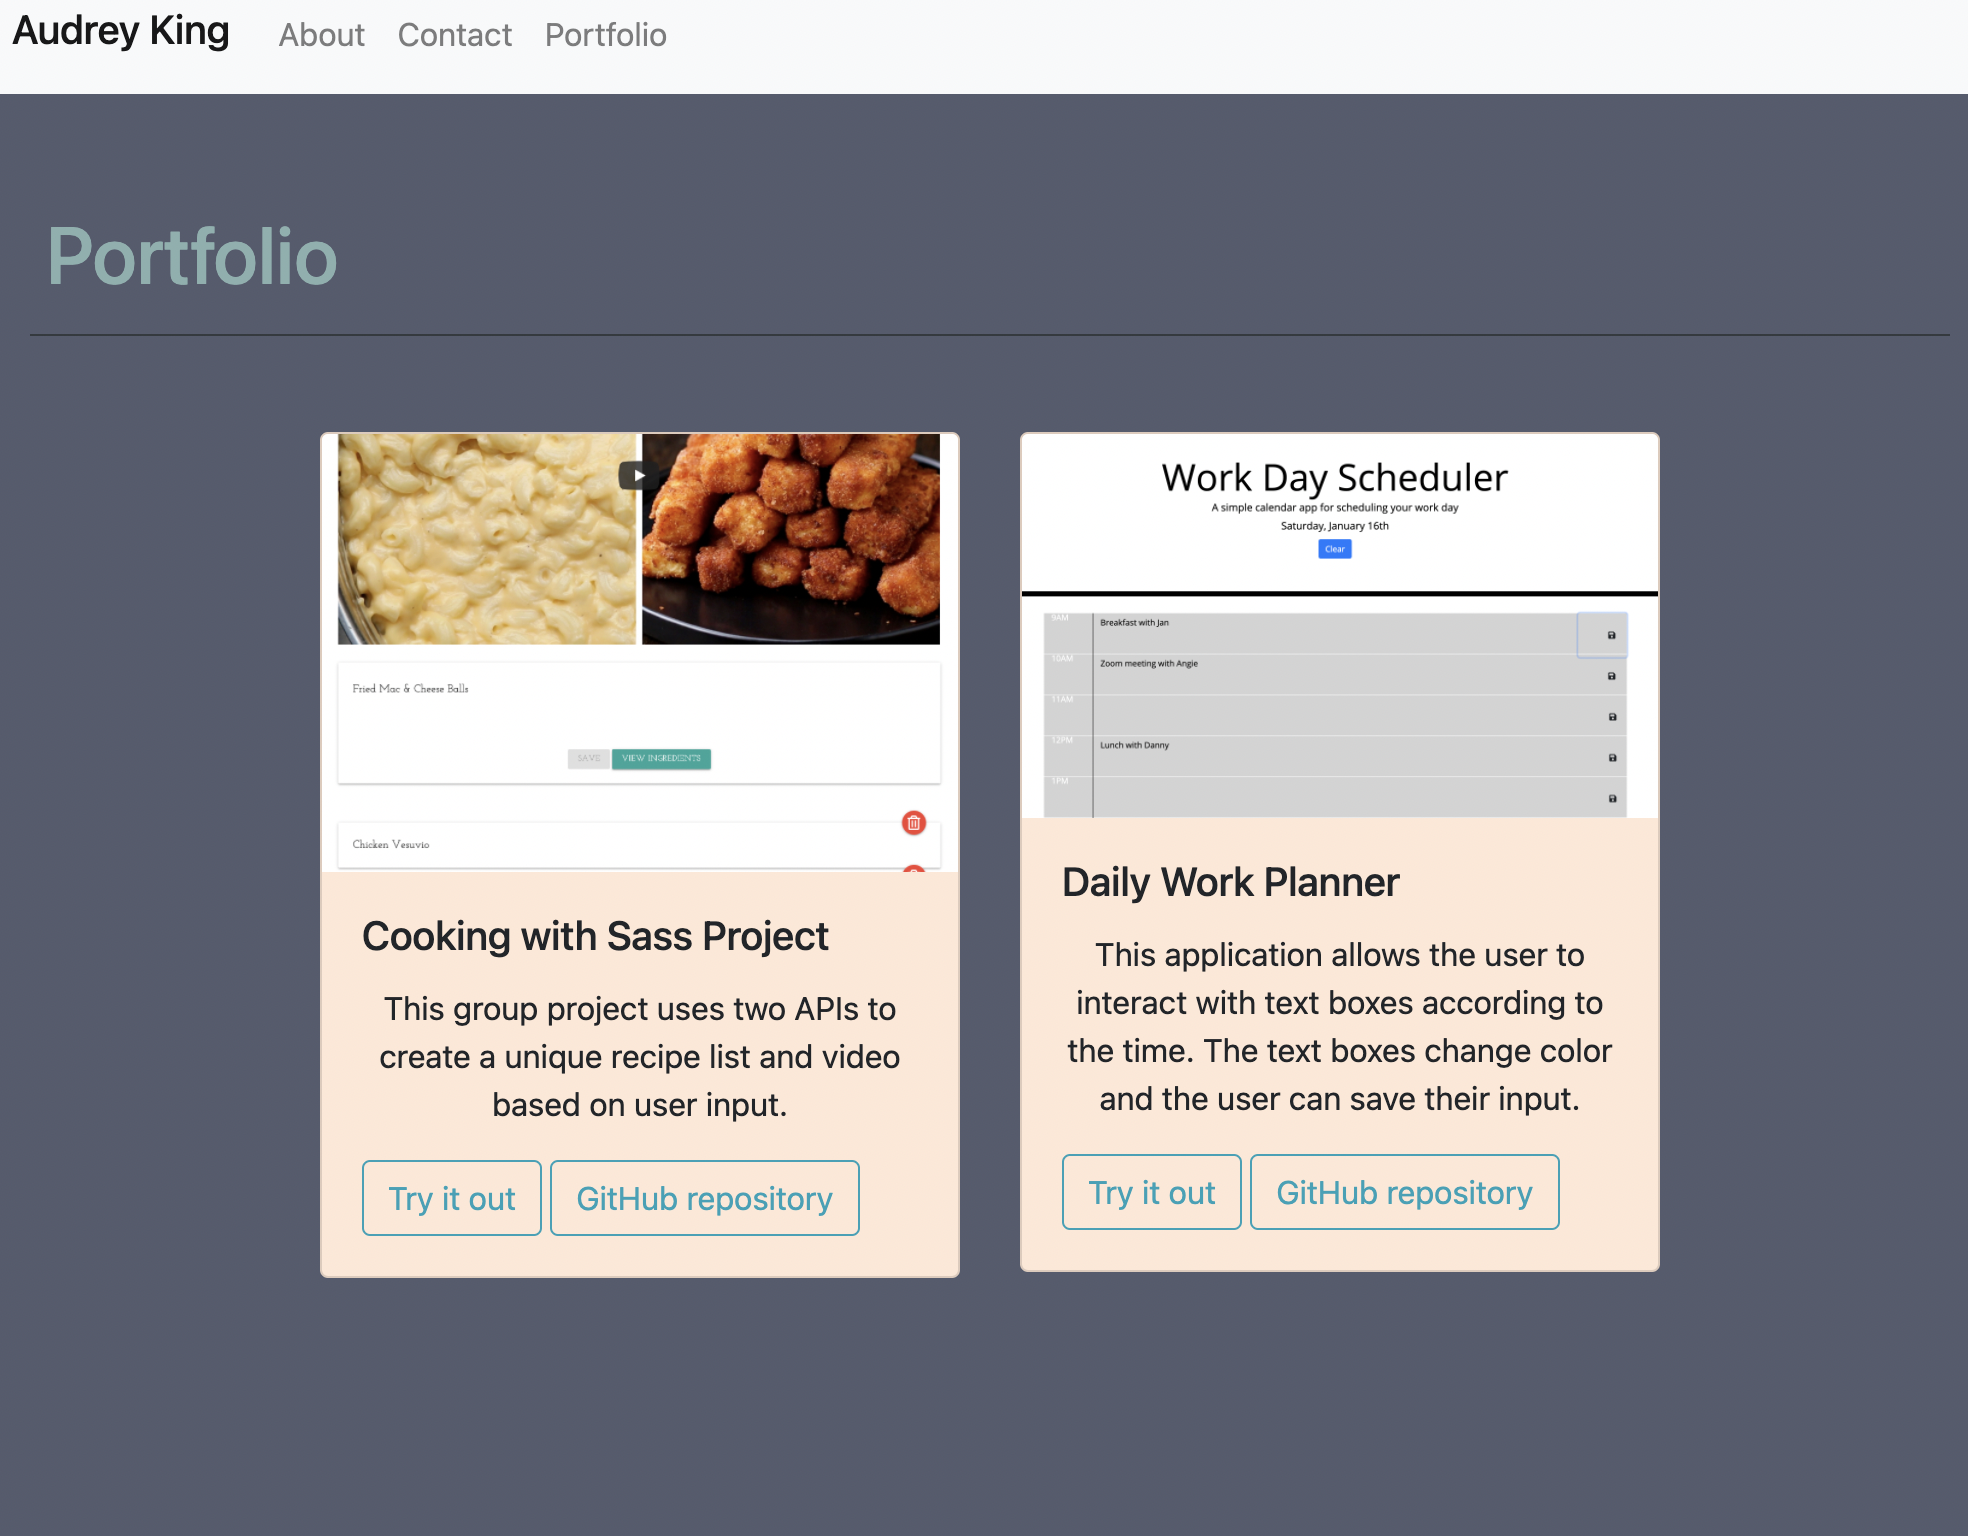 Audrey King About Contact Portfolio
Portfolio
Fried Mac & Cheese Balls
SAVE VIEW INGREDIENTS
Chicken Vesuvio
Cooking with Sass Project
This group project uses two APIs to
create a unique recipe list and video
based on user input.
Try it out GitHub repository
Work Day Scheduler
A simple calendar app for scheduling your work day
Saturday, January 16th
Clear
9AM Breakfast with Jan
10AM Zoom meeting with Angie
11AM
12PM Lunch with Danny
1PM
Daily Work Planner
This application allows the user to
interact with text boxes according to
the time. The text boxes change color
and the user can save their input.
Try it out GitHub repository